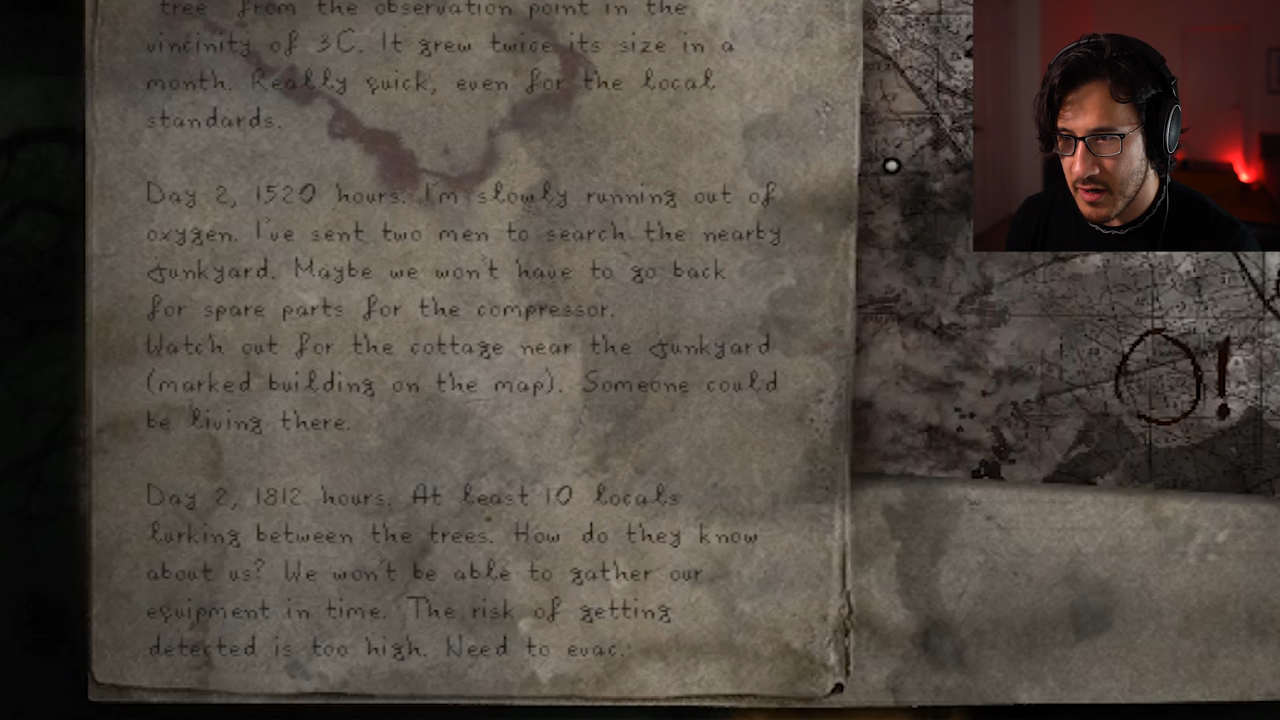 tree" from the observation point in the
vincinity of 3C. It grew twice its size in a
month. Really quick, even for the local
standards.
Day 2, 1520 hours. I'm slowly running out of
oxygen. I've sent two men to search the nearby
junkyard. Maybe we won't have to go back
for spare parts for the compressor.
Watch out for the cottage near the junkyard
(marked building on the map). Someone could
be living there.
Day 2, 1812 hours. At least 10 locals
lurking between the trees. How do they know
about us? We won't be able to gather our
equipment in time. The risk of getting
detected is too high. Need to evac.
!